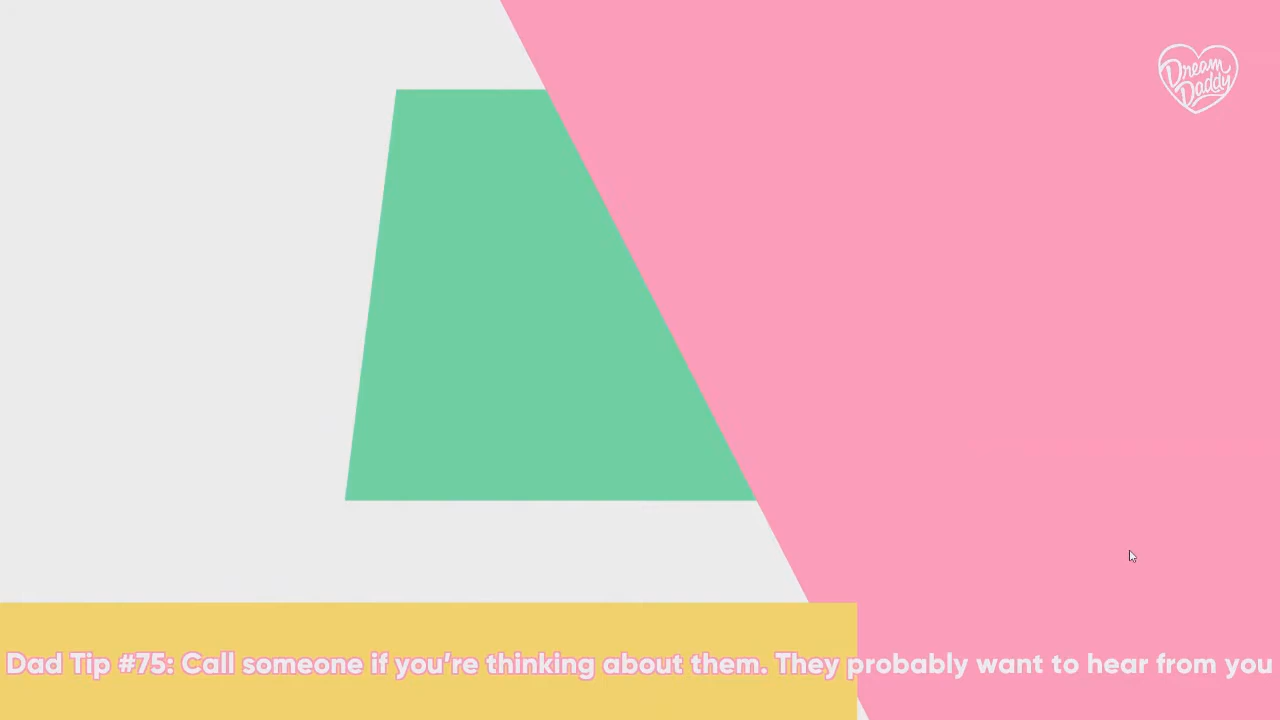 Dream
Daddy
Dad Tip #75: Call someone if you’re thinking about them. They probably want to hear from you